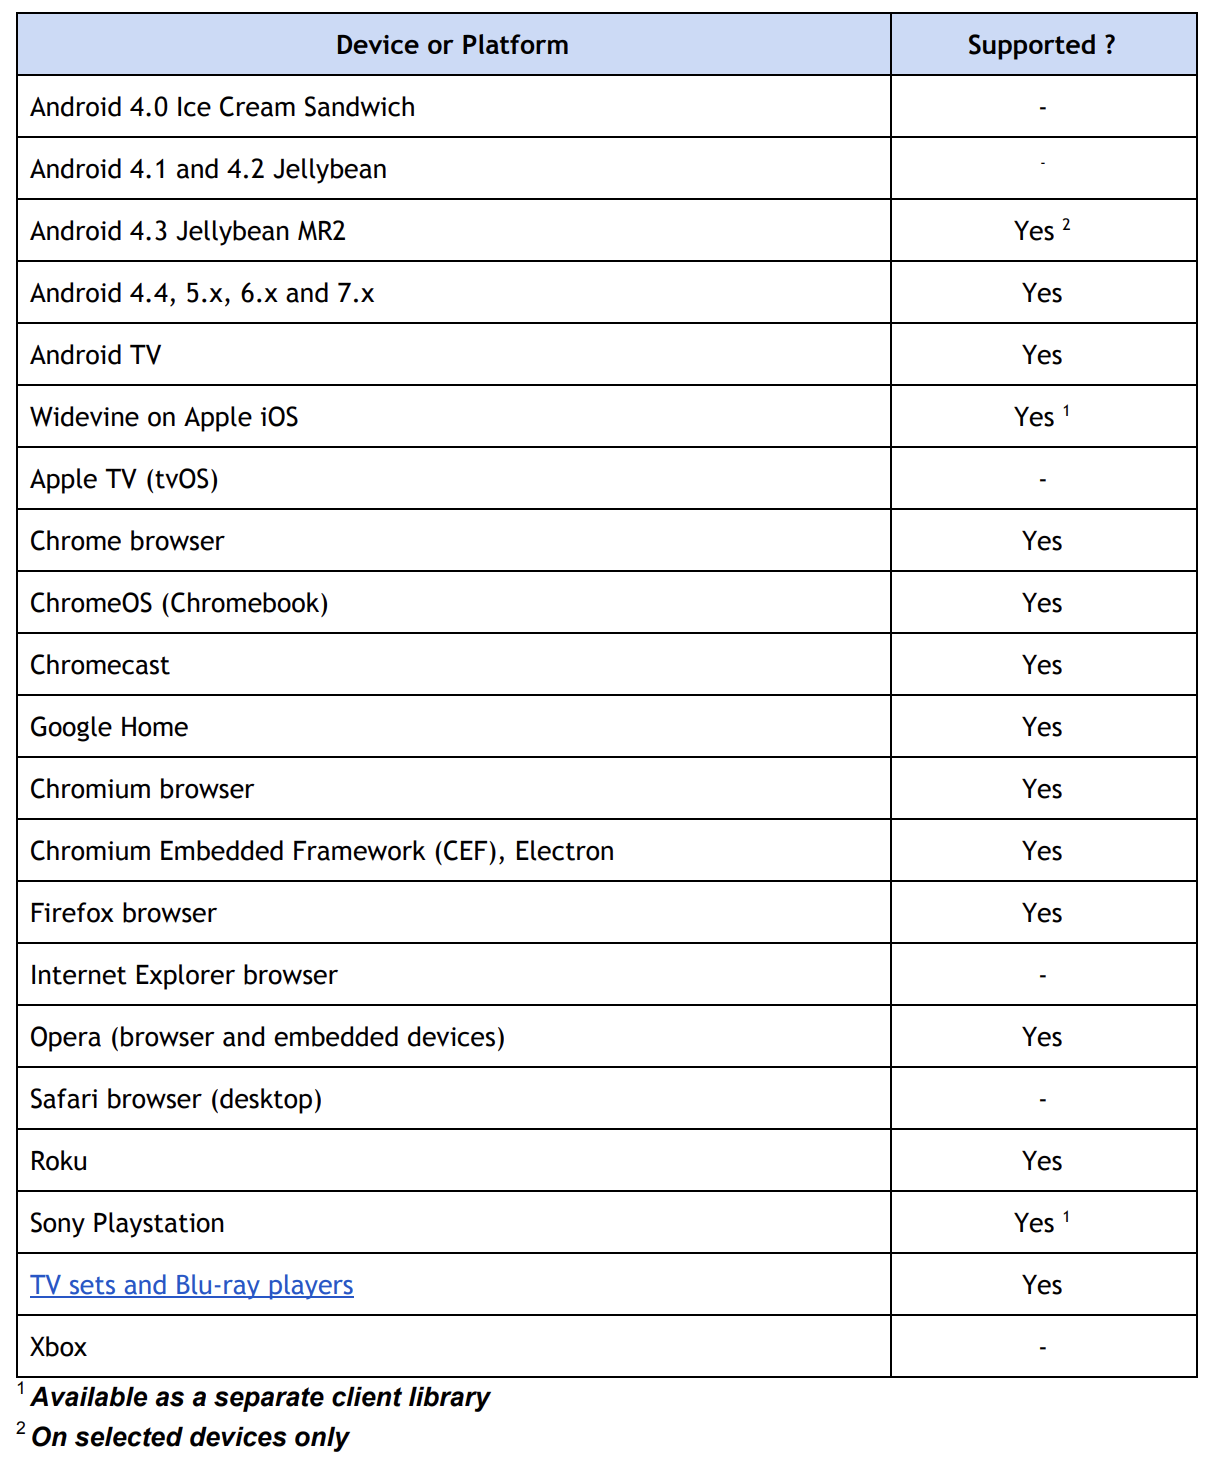 Device or Platform Supported ?
Android 4.0 Ice Cream Sandwich -
Android 4.1 and 4.2 Jellybean -
Android 4.3 Jellybean MR2 Yes ²
Android 4.4, 5.x, 6.x and 7.x Yes
Android TV Yes
Widevine on Apple iOS Yes ¹
Apple TV (tvOS) -
Chrome browser Yes
ChromeOS (Chromebook) Yes
Chromecast Yes
Google Home Yes
Chromium browser Yes
Chromium Embedded Framework (CEF), Electron Yes
Firefox browser Yes
Internet Explorer browser -
Opera (browser and embedded devices) Yes
Safari browser (desktop) -
Roku Yes
Sony Playstation Yes ¹
TV sets and Blu-ray players Yes
Xbox -
¹ Available as a separate client library
² On selected devices only